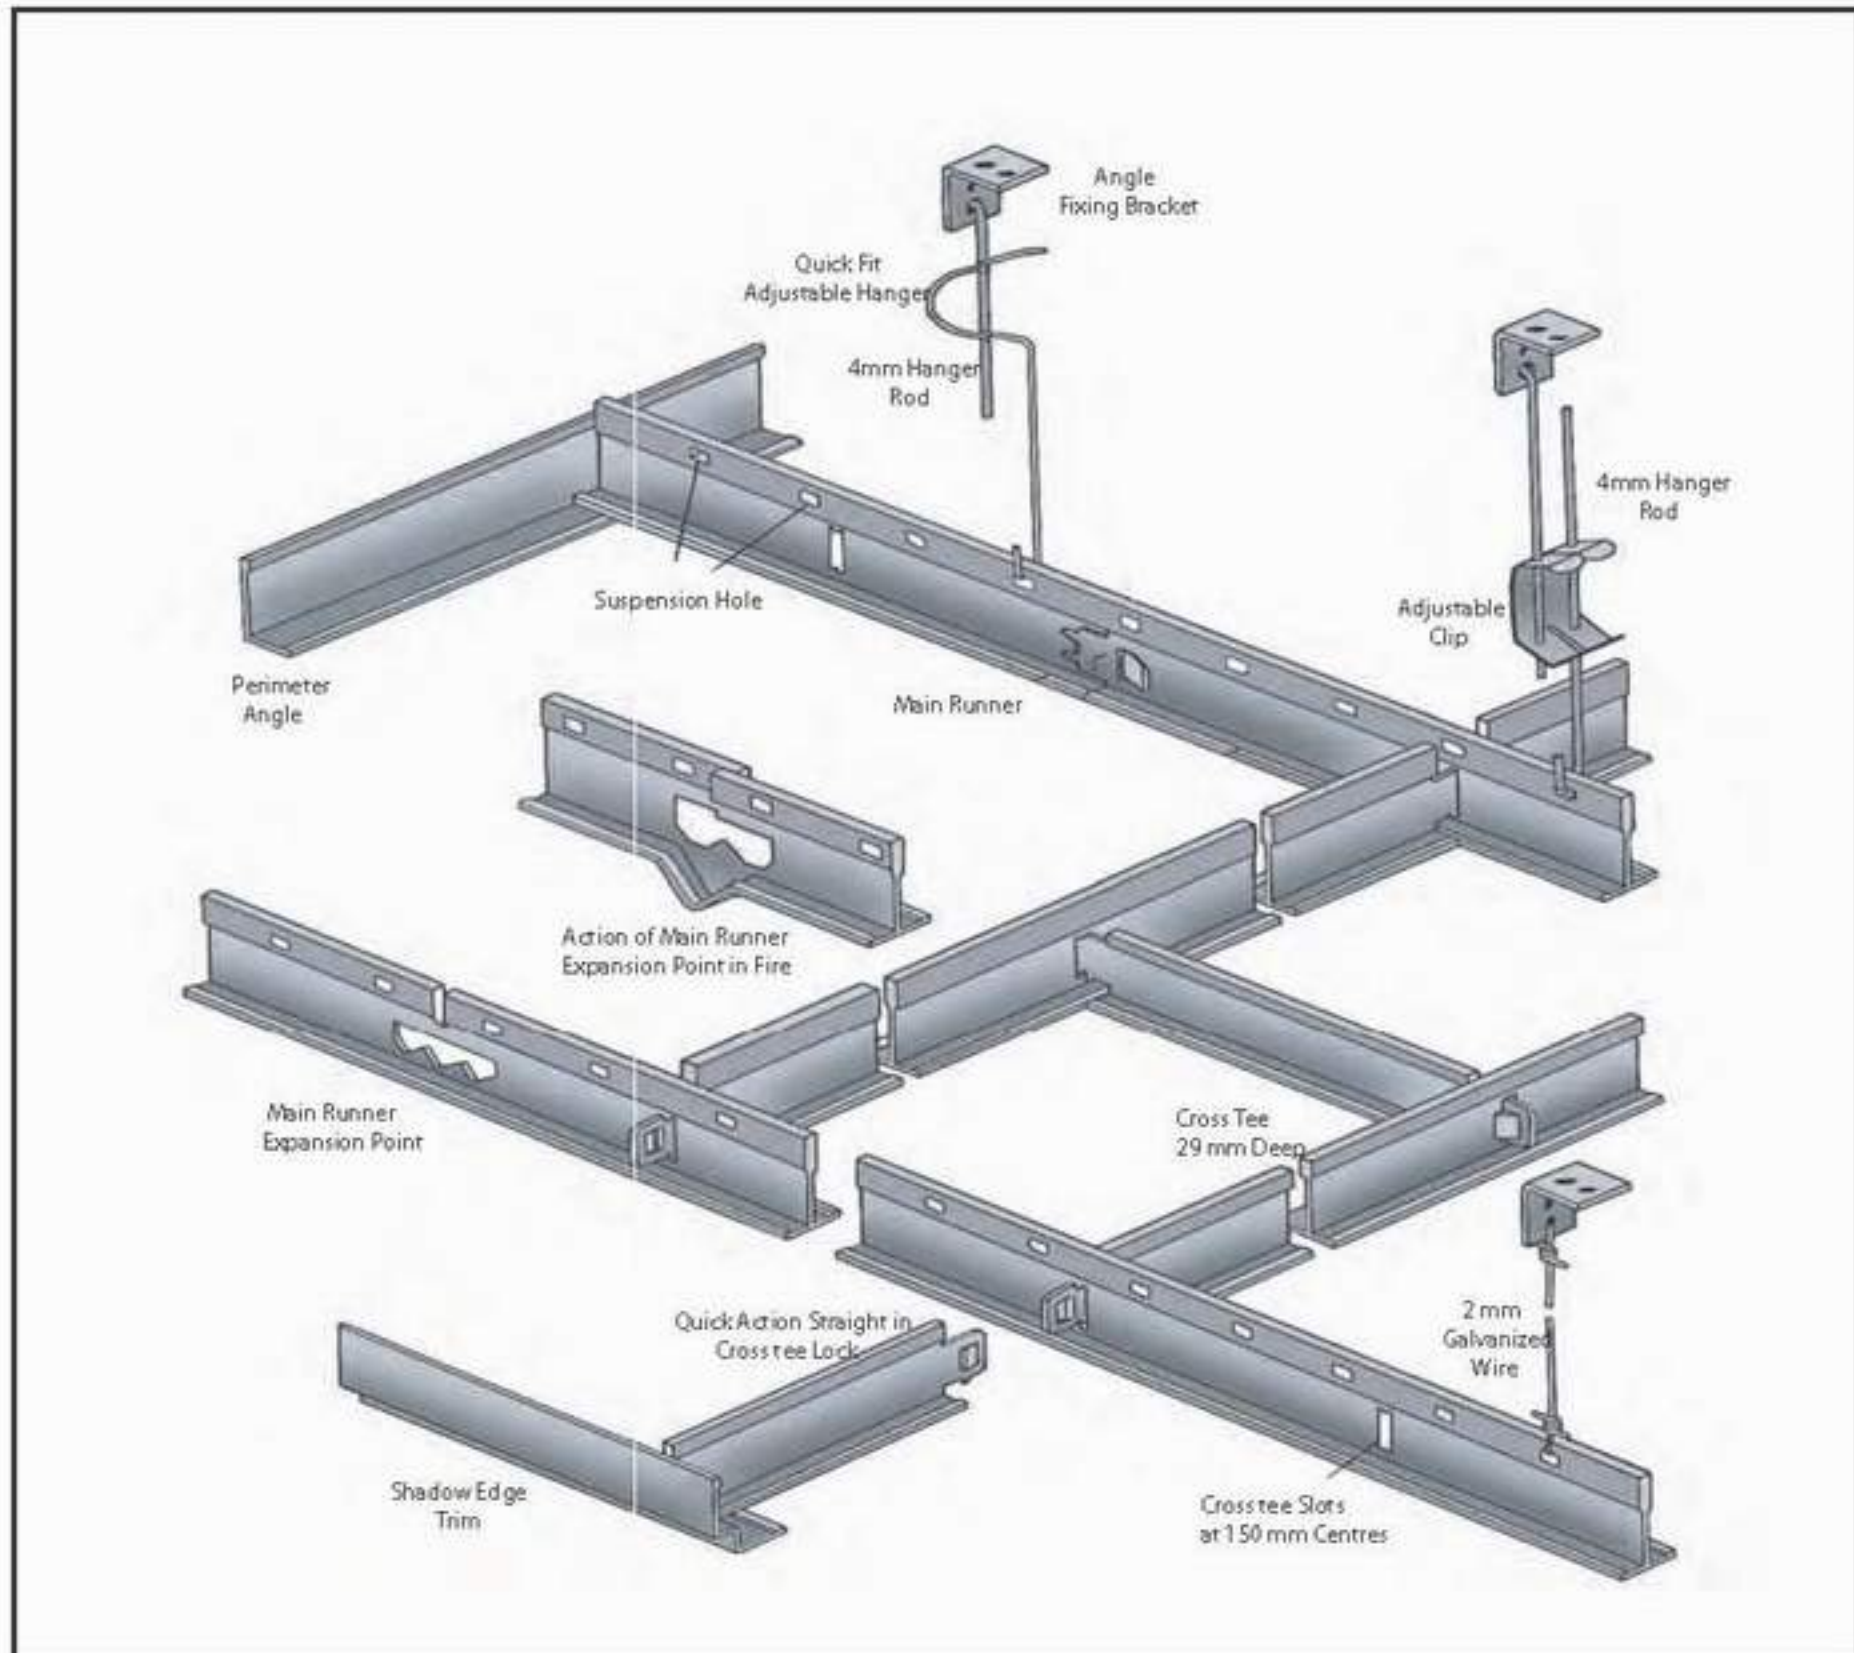 Angle
Fixing Bracket
Quick Fit
Adjustable Hanger
4mm Hanger
Rod
4mm Hanger
Rod
Suspension Hole
Adjustable
Clip
Perimeter
Angle
Main Runner
Action of Main Runner
Expansion Point in Fire
Main Runner
Expansion Point
Cross Tee
29 mm Deep
Quick Action Straight in
Cross tee Lock
2 mm
Galvanized
Wire
Shadow Edge
Trim
Cross tee Slots
at 150 mm Centres